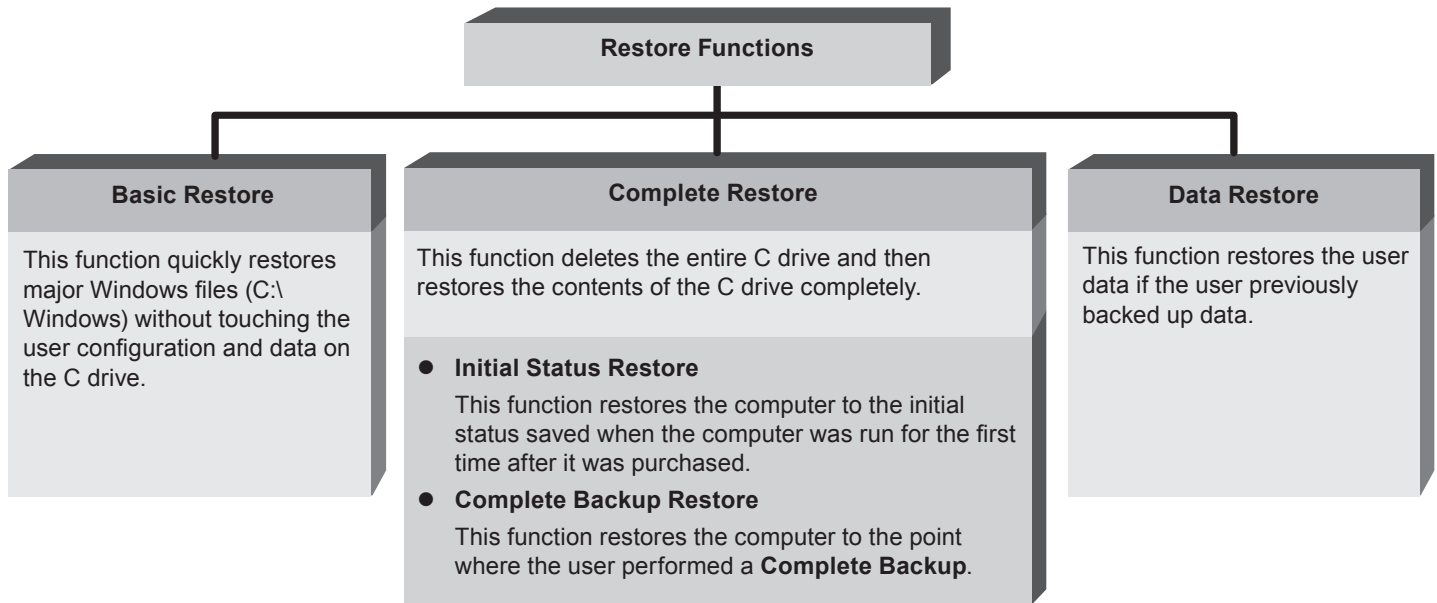 Restore Functions
Basic Restore
This function quickly restores
major Windows files (C:\
Windows) without touching the
user configuration and data on
the C drive.
Complete Restore
This function deletes the entire C drive and then
restores the contents of the C drive completely.
● Initial Status Restore
This function restores the computer to the initial
status saved when the computer was run for the first
time after it was purchased.
● Complete Backup Restore
This function restores the computer to the point
where the user performed a Complete Backup.
Data Restore
This function restores the user
data if the user previously
backed up data.